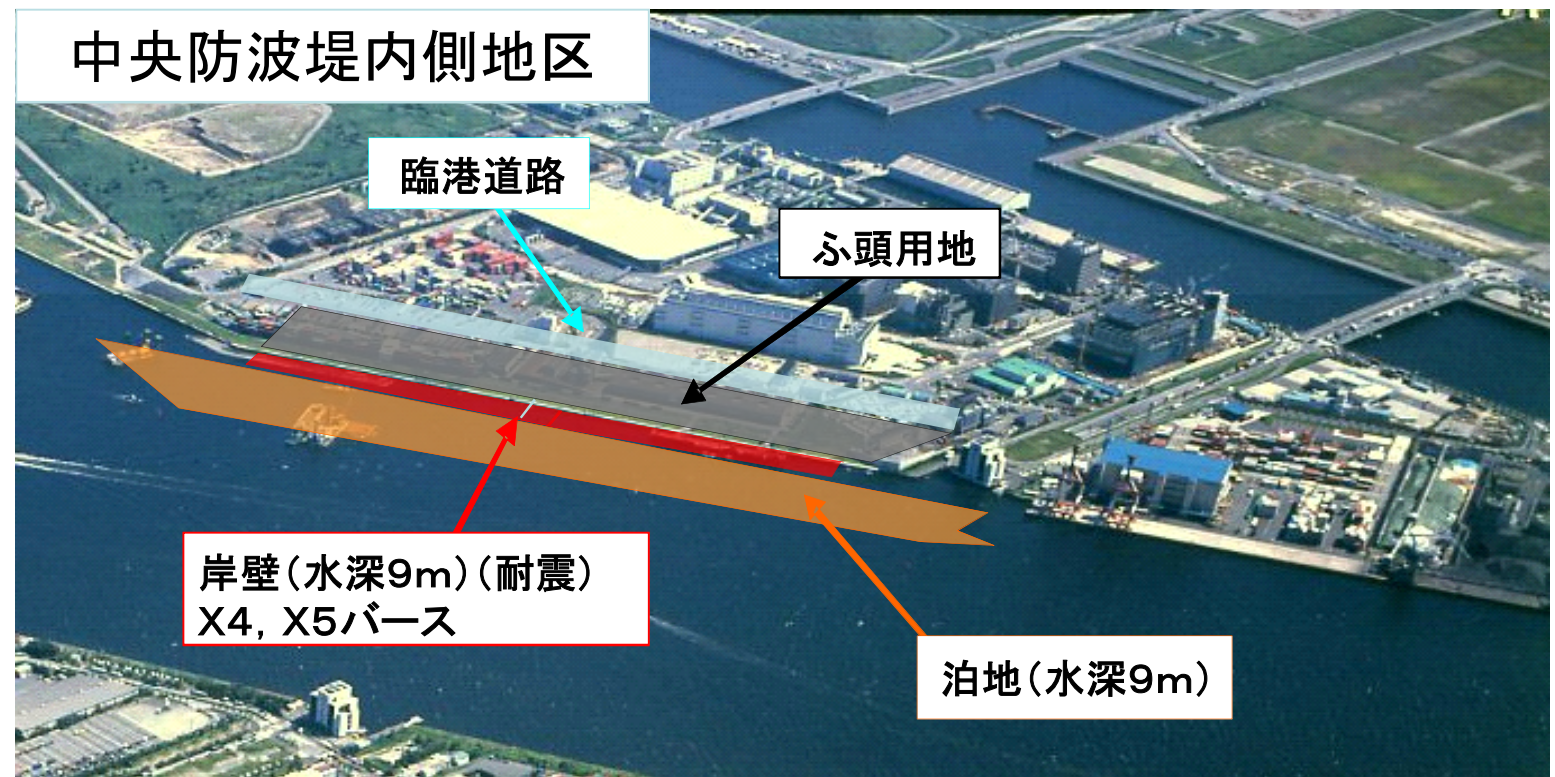 中央防波堤内側地区
臨港道路
ふ頭用地
岸壁（水深９ｍ）（耐震）
X4，X5バース
泊地（水深９ｍ）